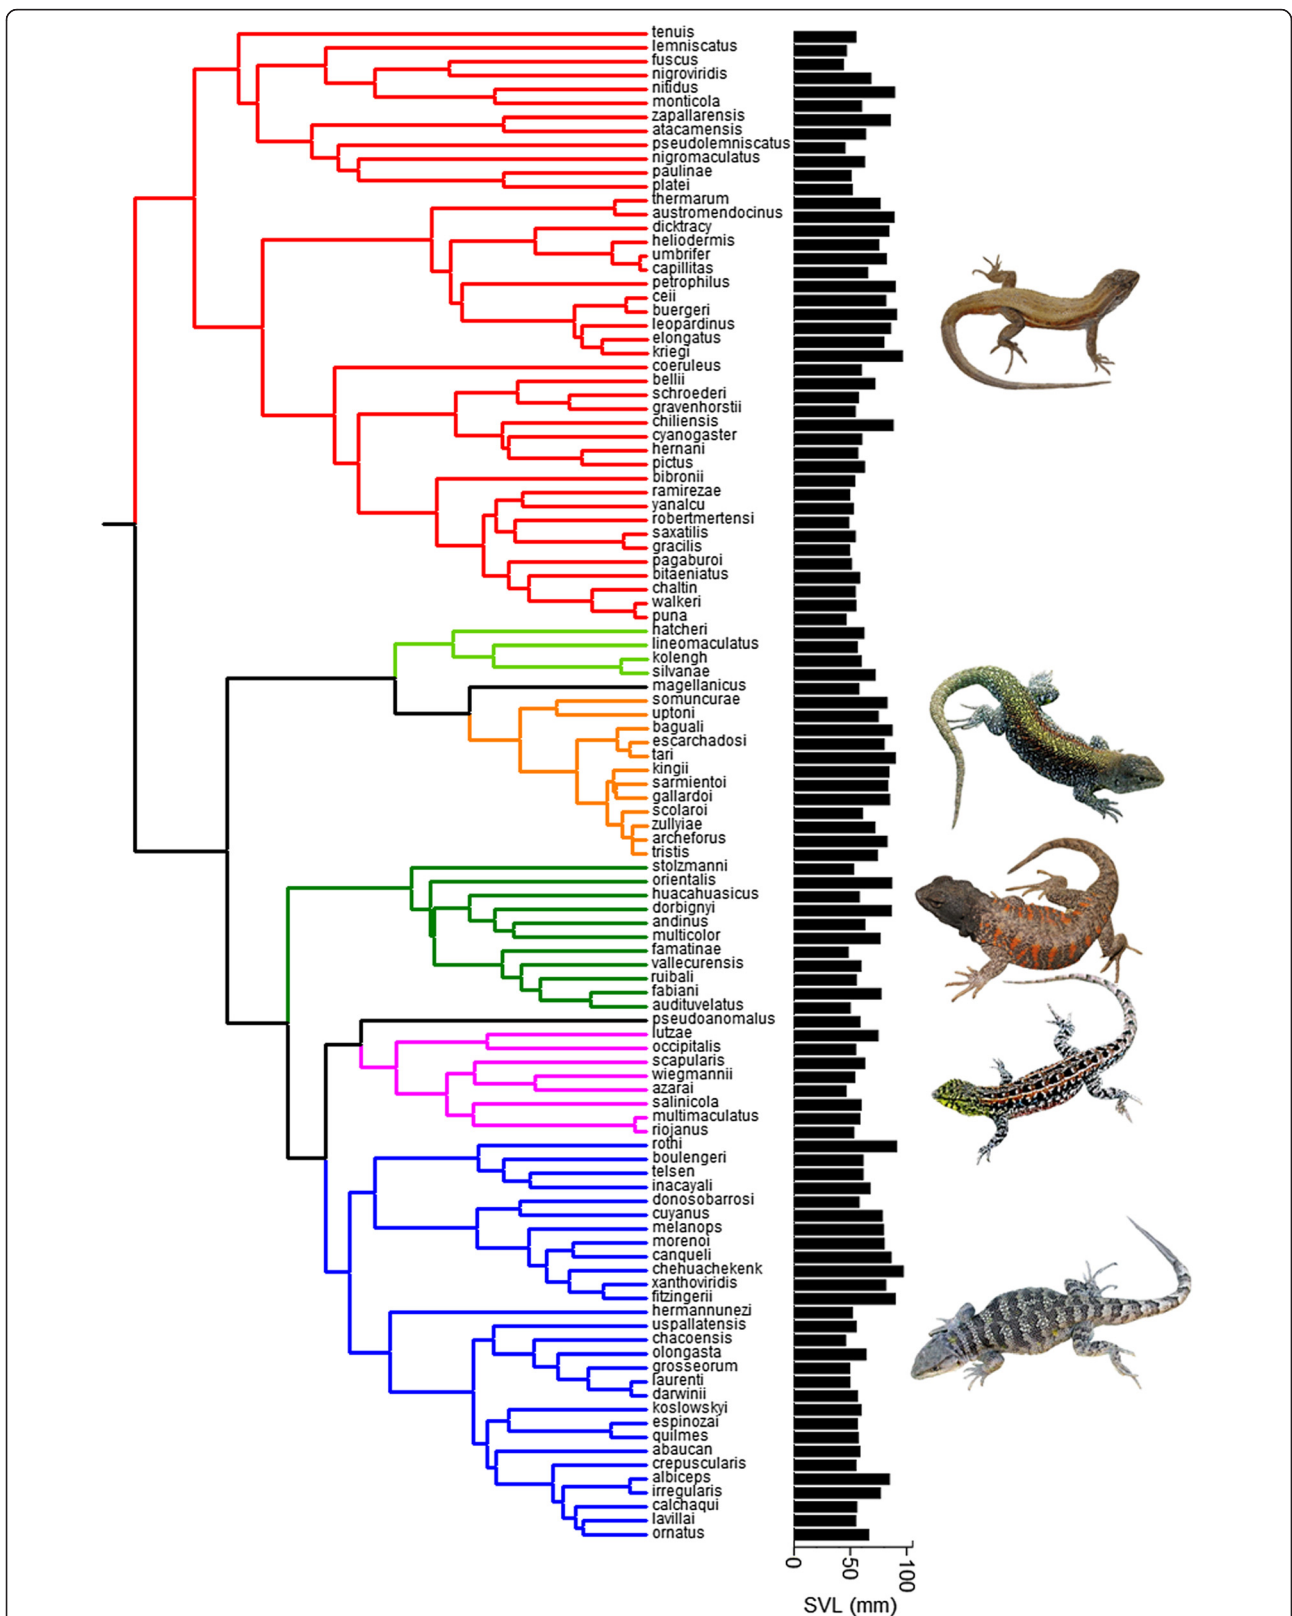 tenuis
lemniscatus
fuscus
nigroviridis
nitidus
monticola
zapallarensis
atacamensis
pseudolemniscatus
nigromaculatus
paulinae
platei
thermarum
austromendocinus
dicktracy
heliodermis
umbrifer
capillitas
petrophilus
ceii
buergeri
leopardinus
elongatus
kriegi
coeruleus
bellii
schroederi
gravenhorstii
chiliensis
cyanogaster
hernani
pictus
bibronii
ramirezae
yanalcu
robertmertensi
saxatilis
gracilis
pagaburoi
bitaeniatus
chaltin
walkeri
puna
hatcheri
lineomaculatus
kolengh
silvanae
magellanicus
somuncurae
uptoni
baguali
escarchadosi
tari
kingii
sarmientoi
gallardoi
scolaroi
zullyiae
archeforus
tristis
stolzmanni
orientalis
huacahuasicus
dorbignyi
andinus
multicolor
famatinae
vallecurensis
ruibali
fabiani
audituvelatus
pseudoanomalus
lutzae
occipitalis
scapularis
wiegmannii
azarai
salinicola
multimaculatus
riojanus
rothi
boulengeri
telsen
inacayali
donosobarrosi
cuyanus
melanops
morenoi
canqueli
chehuachekenk
xanthoviridis
fitzingerii
hermannunezi
uspallatensis
chacoensis
olongasta
grosseorum
laurenti
darwinii
koslowskyi
espinozai
quilmes
abaucan
crepuscularis
albiceps
irregularis
calchaqui
lavillai
ornatus
0
50
100
SVL (mm)